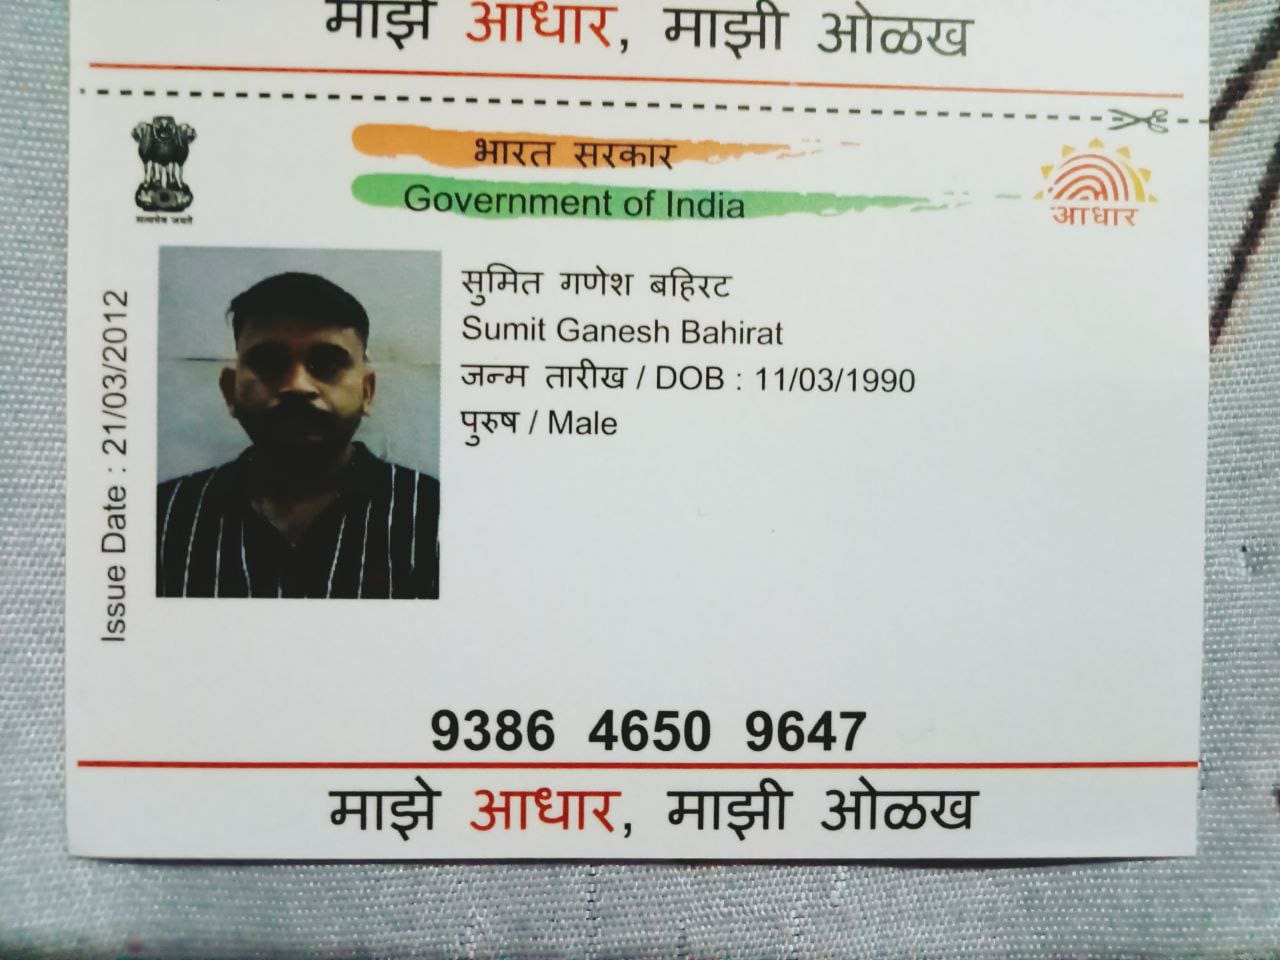 माझे आधार, माझी ओळख
भारत सरकार
Government of India
सत्यमेव जयते
आधार
Issue Date : 21/03/2012
सुमित गणेश बहिरट
Sumit Ganesh Bahirat
जन्म तारीख / DOB : 11/03/1990
पुरुष / Male
9386 4650 9647
माझे आधार, माझी ओळख